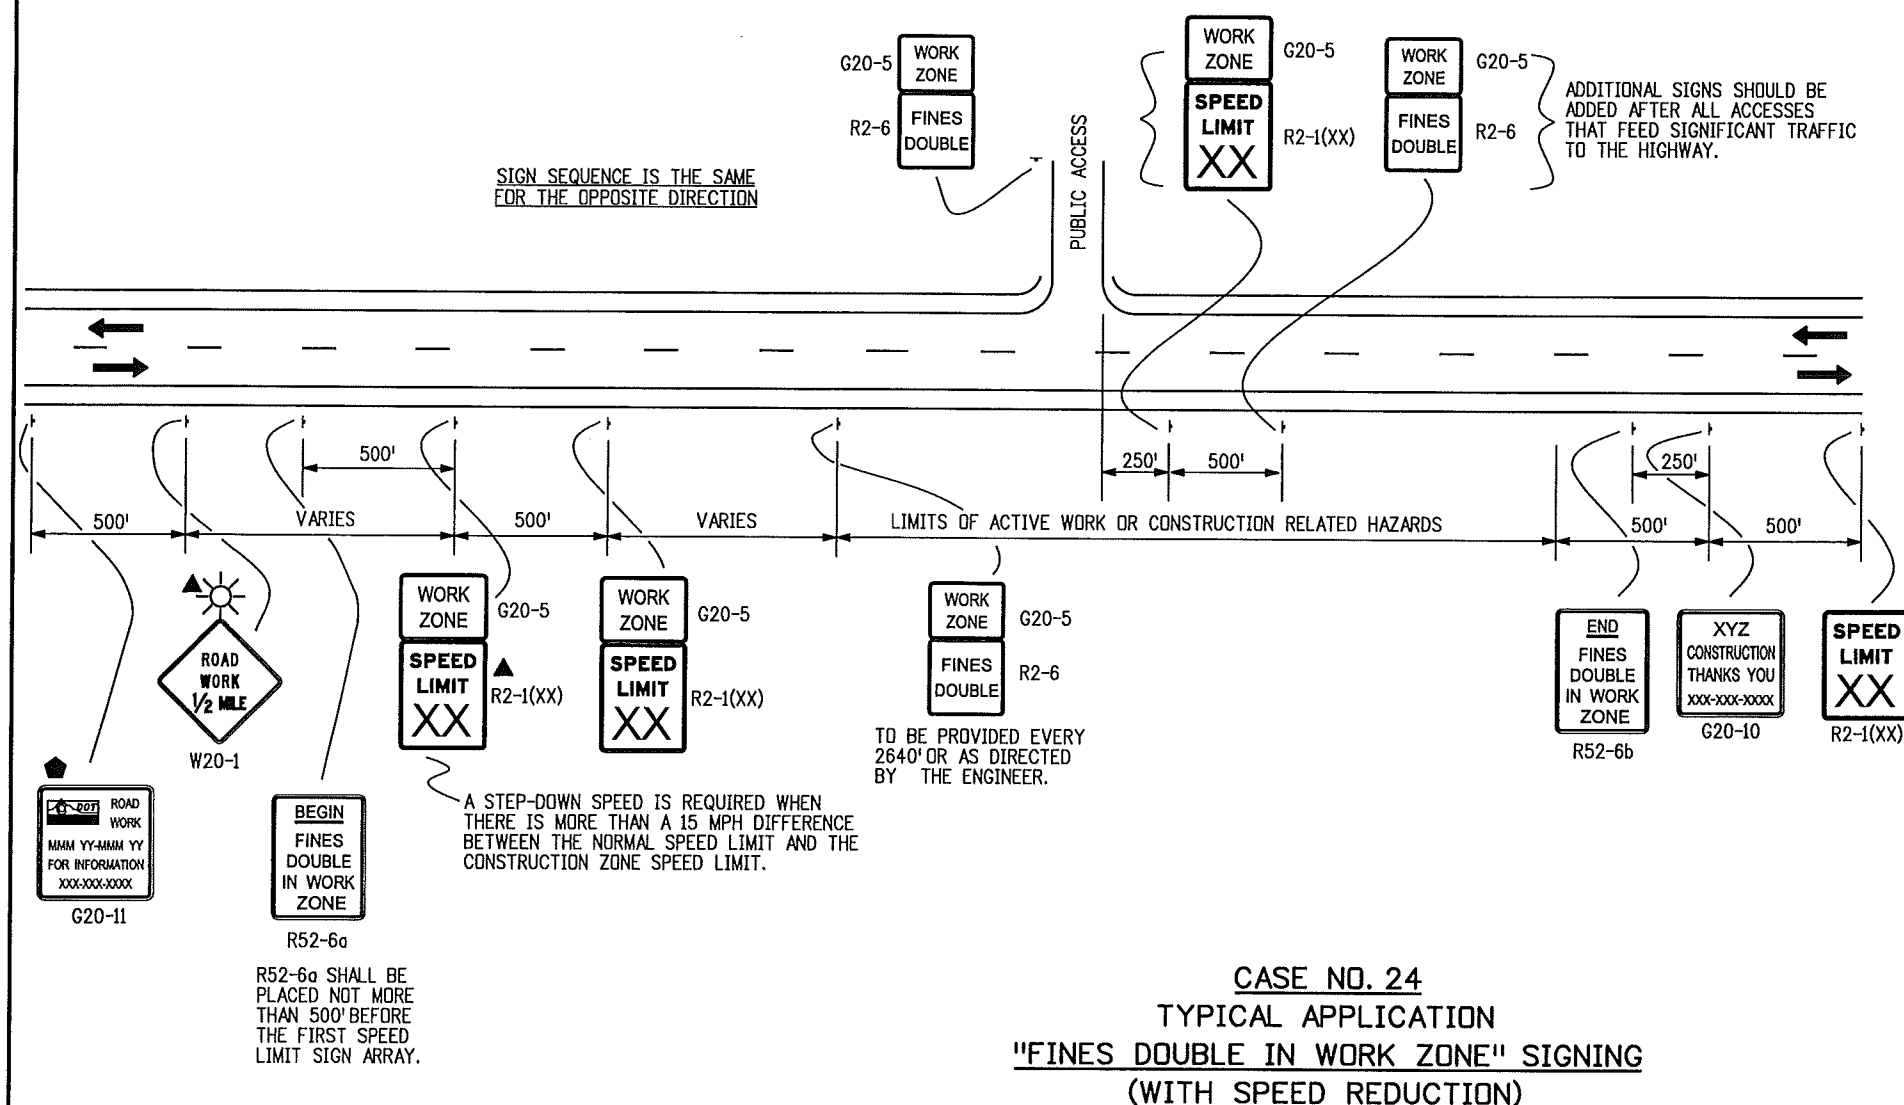 WORK
ZONE
G20-5
FINES
DOUBLE
R2-6
WORK
ZONE
G20-5
SPEED
LIMIT
XX
R2-1(XX)
WORK
ZONE
G20-5
FINES
DOUBLE
R2-6
ADDITIONAL SIGNS SHOULD BE
ADDED AFTER ALL ACCESSES
THAT FEED SIGNIFICANT TRAFFIC
TO THE HIGHWAY.
SIGN SEQUENCE IS THE SAME
FOR THE OPPOSITE DIRECTION
PUBLIC ACCESS
500'
250'
500'
250'
500'
VARIES
500'
VARIES
LIMITS OF ACTIVE WORK OR CONSTRUCTION RELATED HAZARDS
500'
500'
ROAD
WORK
1/2 MILE
W20-1
WORK
ZONE
G20-5
SPEED
LIMIT
XX
R2-1(XX)
WORK
ZONE
G20-5
SPEED
LIMIT
XX
R2-1(XX)
WORK
ZONE
G20-5
FINES
DOUBLE
R2-6
TO BE PROVIDED EVERY
2640' OR AS DIRECTED
BY THE ENGINEER.
END
FINES
DOUBLE
IN WORK
ZONE
R52-6b
XYZ
CONSTRUCTION
THANKS YOU
XXX-XXX-XXXX
G20-10
SPEED
LIMIT
XX
R2-1(XX)
DOT
ROAD
WORK
MMM YY-MMM YY
FOR INFORMATION
XXX-XXX-XXXX
G20-11
BEGIN
FINES
DOUBLE
IN WORK
ZONE
R52-6a
R52-6a SHALL BE
PLACED NOT MORE
THAN 500' BEFORE
THE FIRST SPEED
LIMIT SIGN ARRAY.
A STEP-DOWN SPEED IS REQUIRED WHEN
THERE IS MORE THAN A 15 MPH DIFFERENCE
BETWEEN THE NORMAL SPEED LIMIT AND THE
CONSTRUCTION ZONE SPEED LIMIT.
CASE NO. 24
TYPICAL APPLICATION
"FINES DOUBLE IN WORK ZONE" SIGNING
(WITH SPEED REDUCTION)